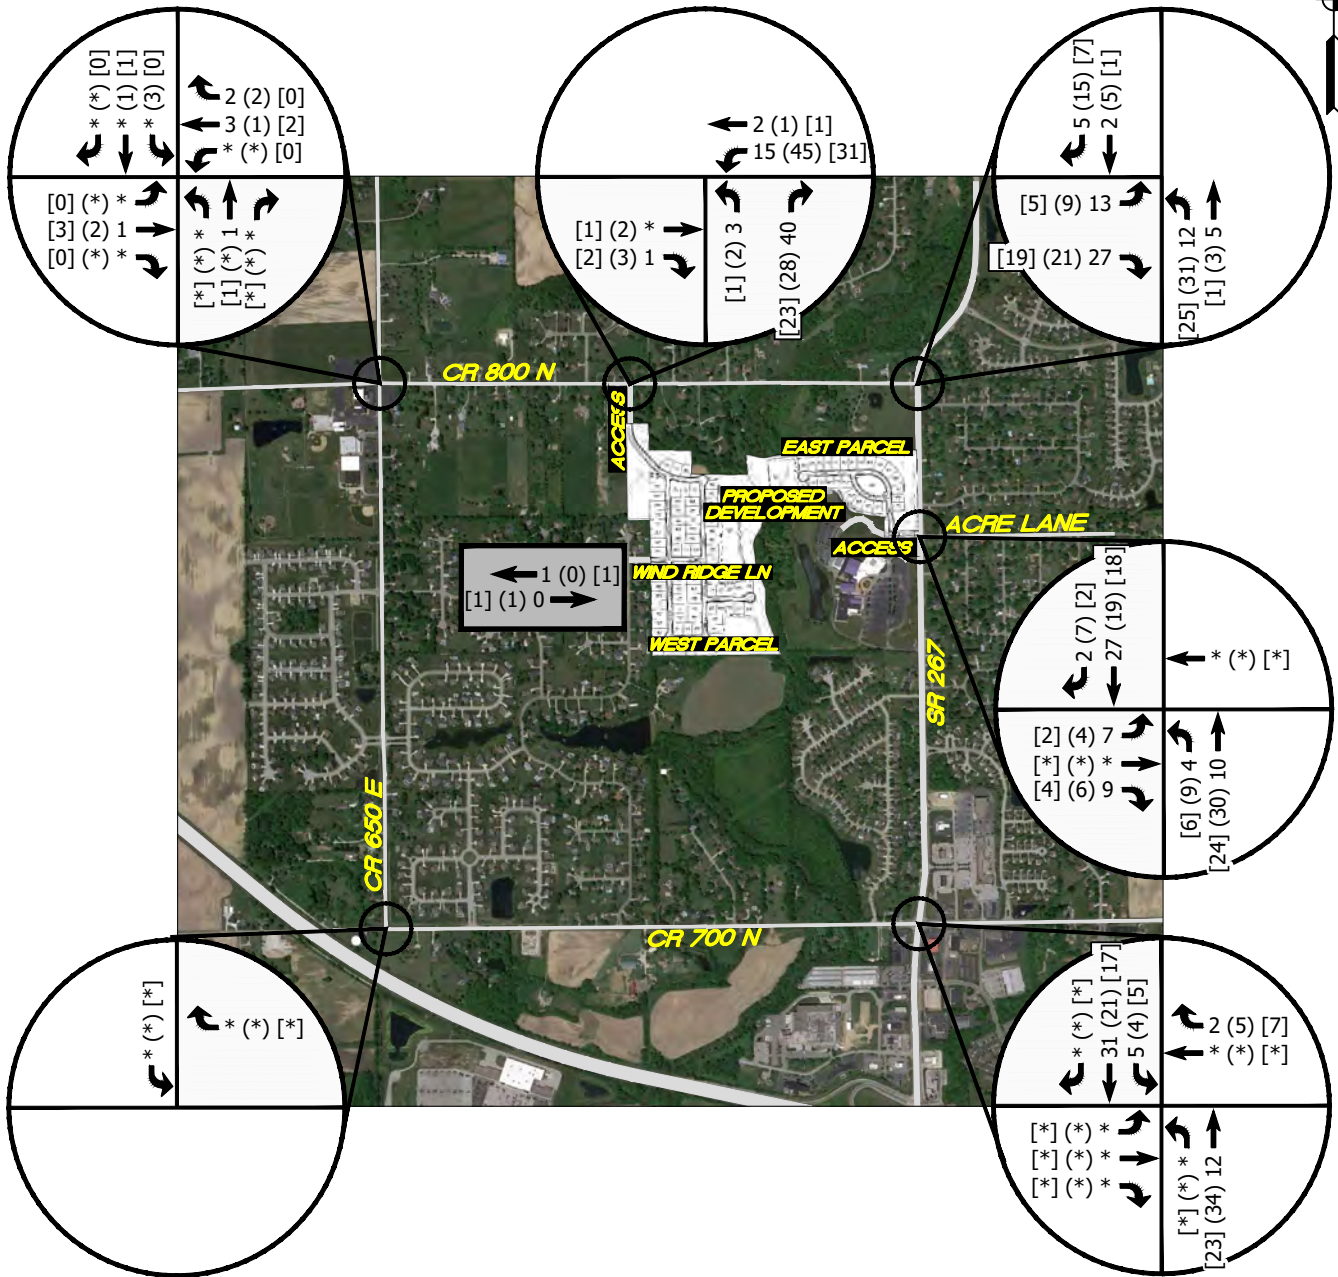 * (*) [0]
* (1) [1]
* (3) [0]
2 (2) [0]
3 (1) [2]
* (*) [0]
[0] (*) *
[3] (2) 1
[0] (*) *
[*] (*) *
[1] (*) 1
[*] (*) *
2 (1) [1]
15 (45) [31]
[1] (2) *
[2] (3) 1
[1] (2) 3
[23] (28) 40
5 (15) [7]
2 (5) [1]
[5] (9) 13
[19] (21) 27
[25] (31) 12
[1] (3) 5
CR 800 N
ACCESS
EAST PARCEL
PROPOSED
DEVELOPMENT
ACRE LANE
ACCESS
WIND RIDGE LN
1 (0) [1]
[1] (1) 0
WEST PARCEL
SR 267
2 (7) [2]
27 (19) [18]
* (*) [*]
[2] (4) 7
[*] (*) *
[4] (6) 9
[6] (9) 4
[24] (30) 10
CR 650 E
CR 700 N
* (*) [*]
* (*) [*]
* (*) [*]
31 (21) [17]
5 (4) [5]
2 (5) [7]
* (*) [*]
[*] (*) *
[*] (*) *
[*] (*) *
[*] (*) *
[23] (34) 12